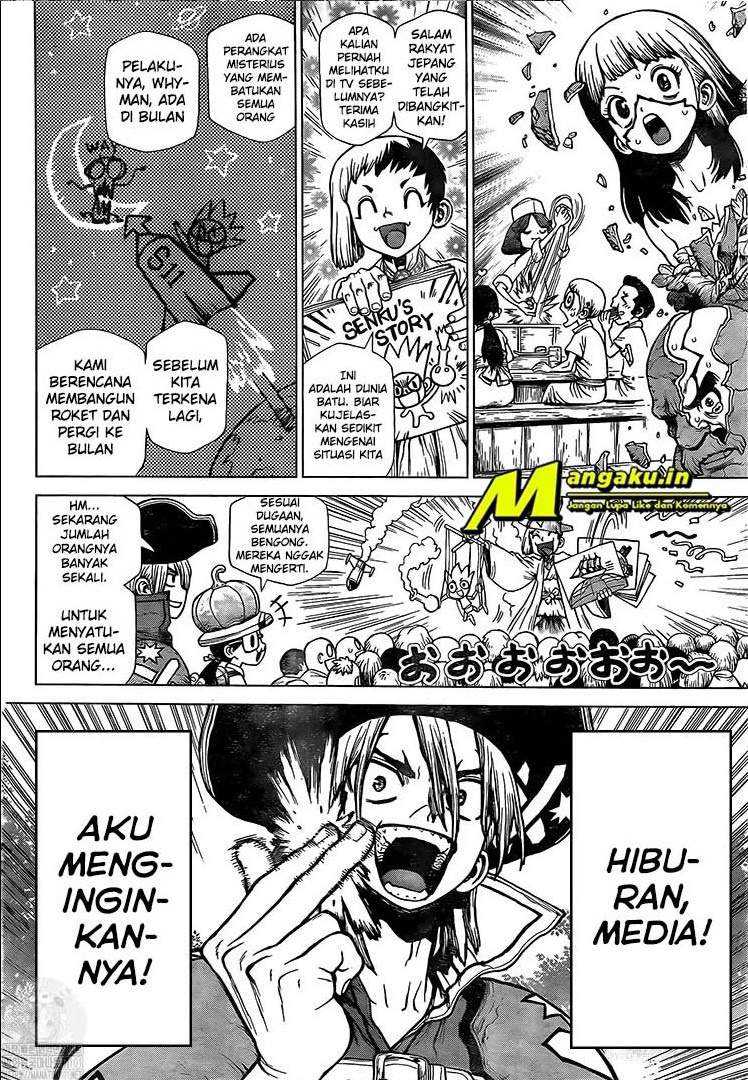 SALAM
RAKYAT
JEPANG
YANG
TELAH
DIBANGKIT-
KAN!
APA
KALIAN
PERNAH
MELIHATKU
DI TV SEBE-
LUMNYA?
TERIMA
KASIH
SENKU'S
STORY
INI
ADALAH DUNIA
BATU. BIAR
KUJELAS-
KAN SEDIKIT
MENGENAI
SITUASI KITA
ADA
PERANGKAT
MISTERIUS
YANG MEM-
BATUKAN
SEMUA
ORANG
PELAKU-
NYA, WHY-
MAN, ADA
DI BULAN
WHY
S11
SEBELUM
KITA
TERKENA
LAGI,
KAMI
BERENCANA
MEMBANGUN
ROKET DAN
PERGI KE
BULAN
Mangaku.in
Jangan Lupa Like dan Komennya
SESUAI
DUGAAN,
SEMUANYA
BENGONG.
MEREKA NGGAK
MENGERTI.
HM...
SEKARANG
JUMLAH
ORANGNYA
BANYAK
SEKALI.
UNTUK
MENYATU-
KAN SEMUA
ORANG...
おおおおおお～
HIBU-
RAN,
MEDIA!
AKU
MENG-
INGIN-
KAN-
NYA!